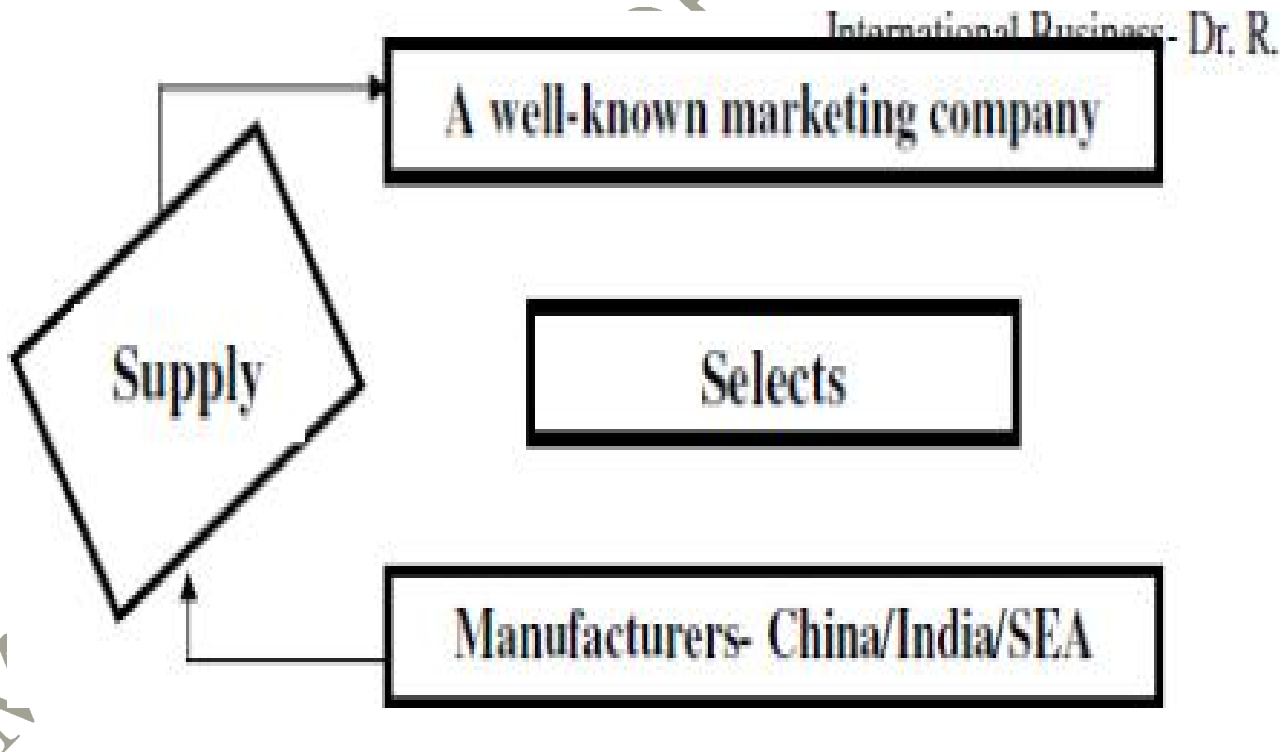 International Business- Dr. R.
A well-known marketing company
Supply
Selects
Manufacturers- China/India/SEA